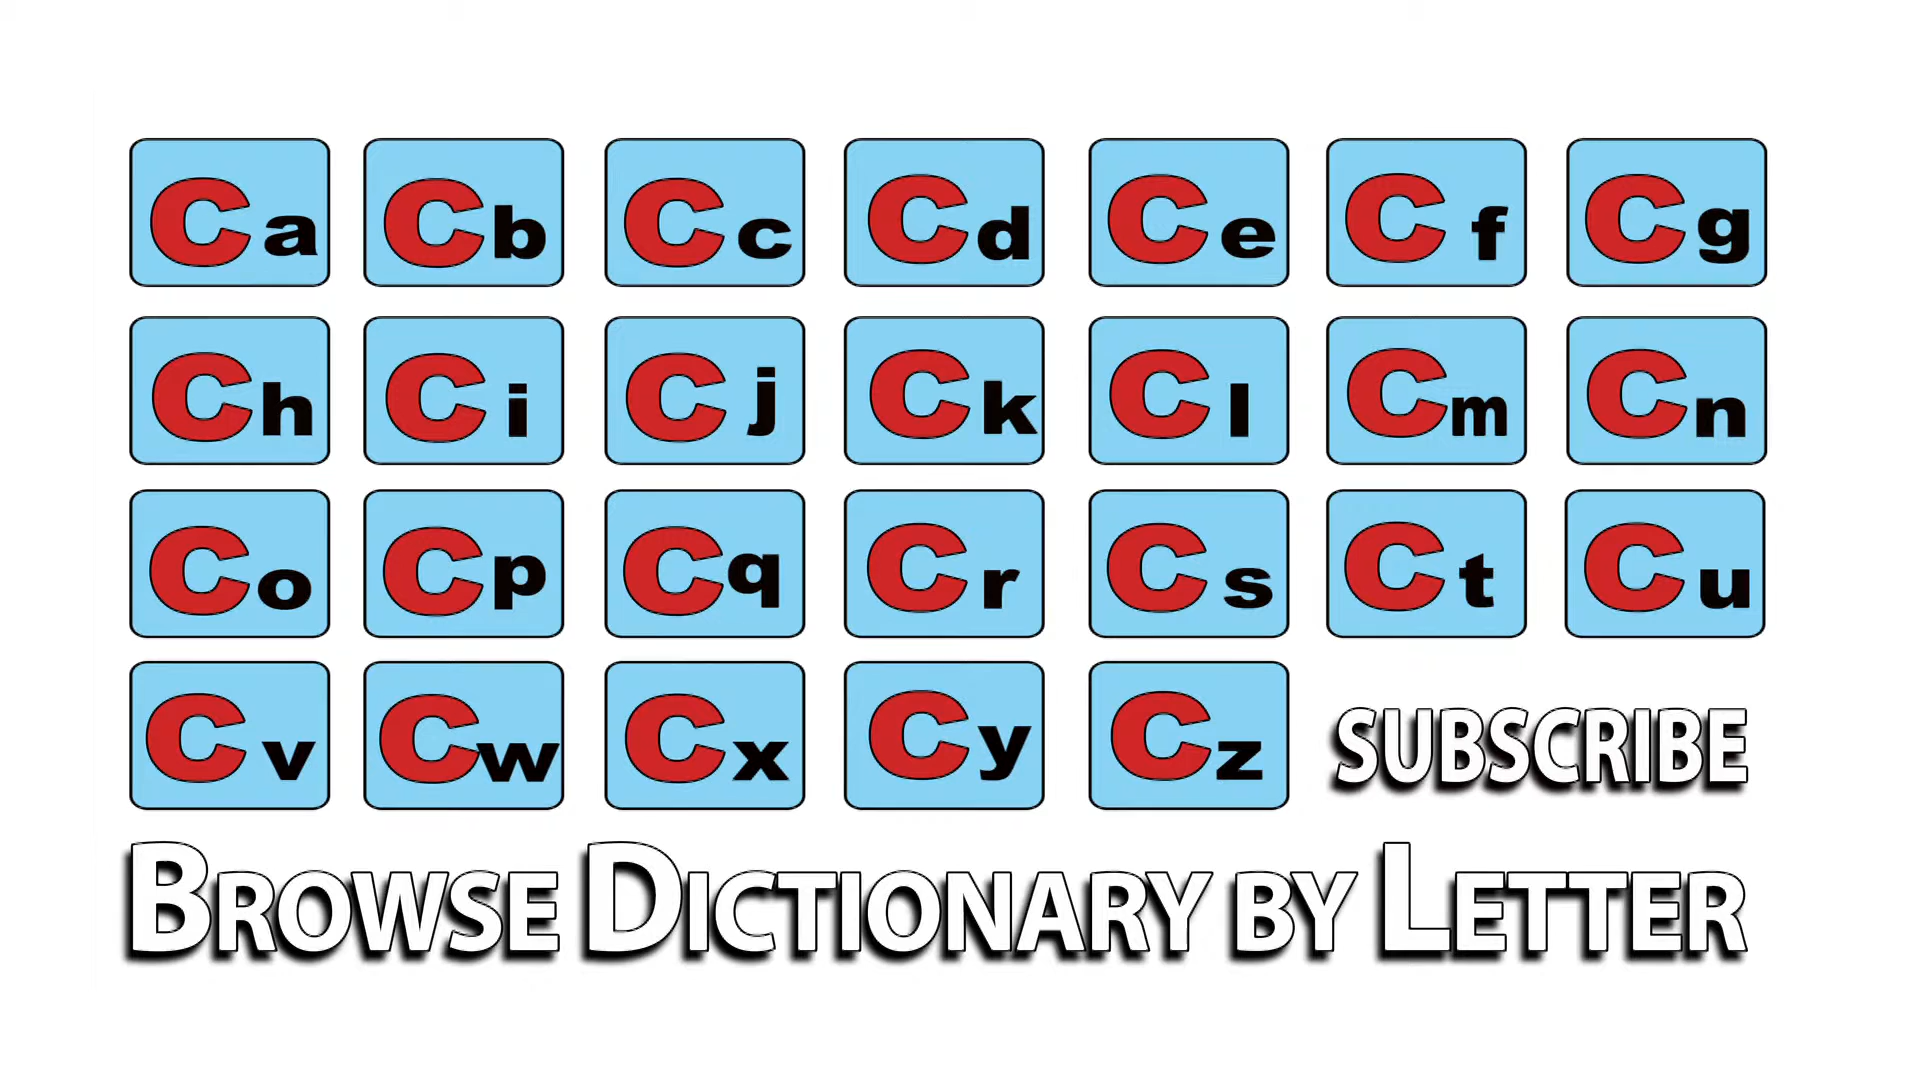 Ca Cb Cc Cd Ce Cf Cg
Ch Ci Cj Ck Cl Cm Cn
Co Cp Cq Cr Cs Ct Cu
Cv Cw Cx Cy Cz SUBSCRIBE
BROWSE DICTIONARY BY LETTER